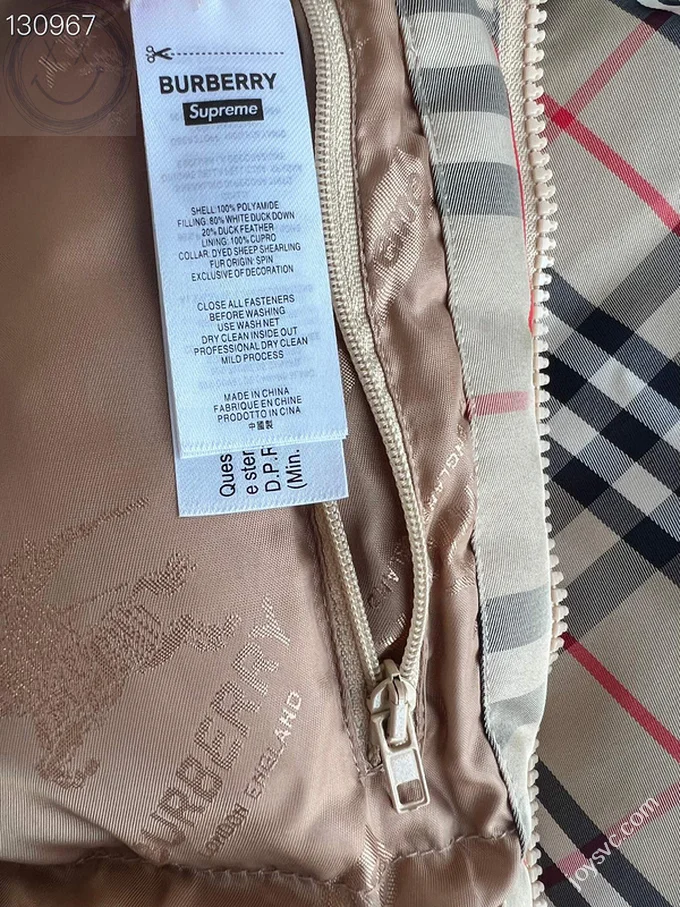 130967
BURBERRY
Supreme
SHELL:100% POLYAMIDE
FILLING: 80% WHITE DUCK DOWN
20% DUCK FEATHER
LINING: 100% CUPRO
COLLAR: DYED SHEEP SHEARLING
FUR ORIGIN: SPIN
EXCLUSIVE OF DECORATION
CLOSE ALL FASTENERS
BEFORE WASHING
USE WASH NET
DRY CLEAN INSIDE OUT
PROFESSIONAL DRY CLEAN
MILD PROCESS
MADE IN CHINA
FABRIQUE EN CHINE
PRODOTTO IN CINA
中國製
Ques
e ster
D.P.R
(Min.
BURBERRY
LONDON ENGLAND
joysvc.com